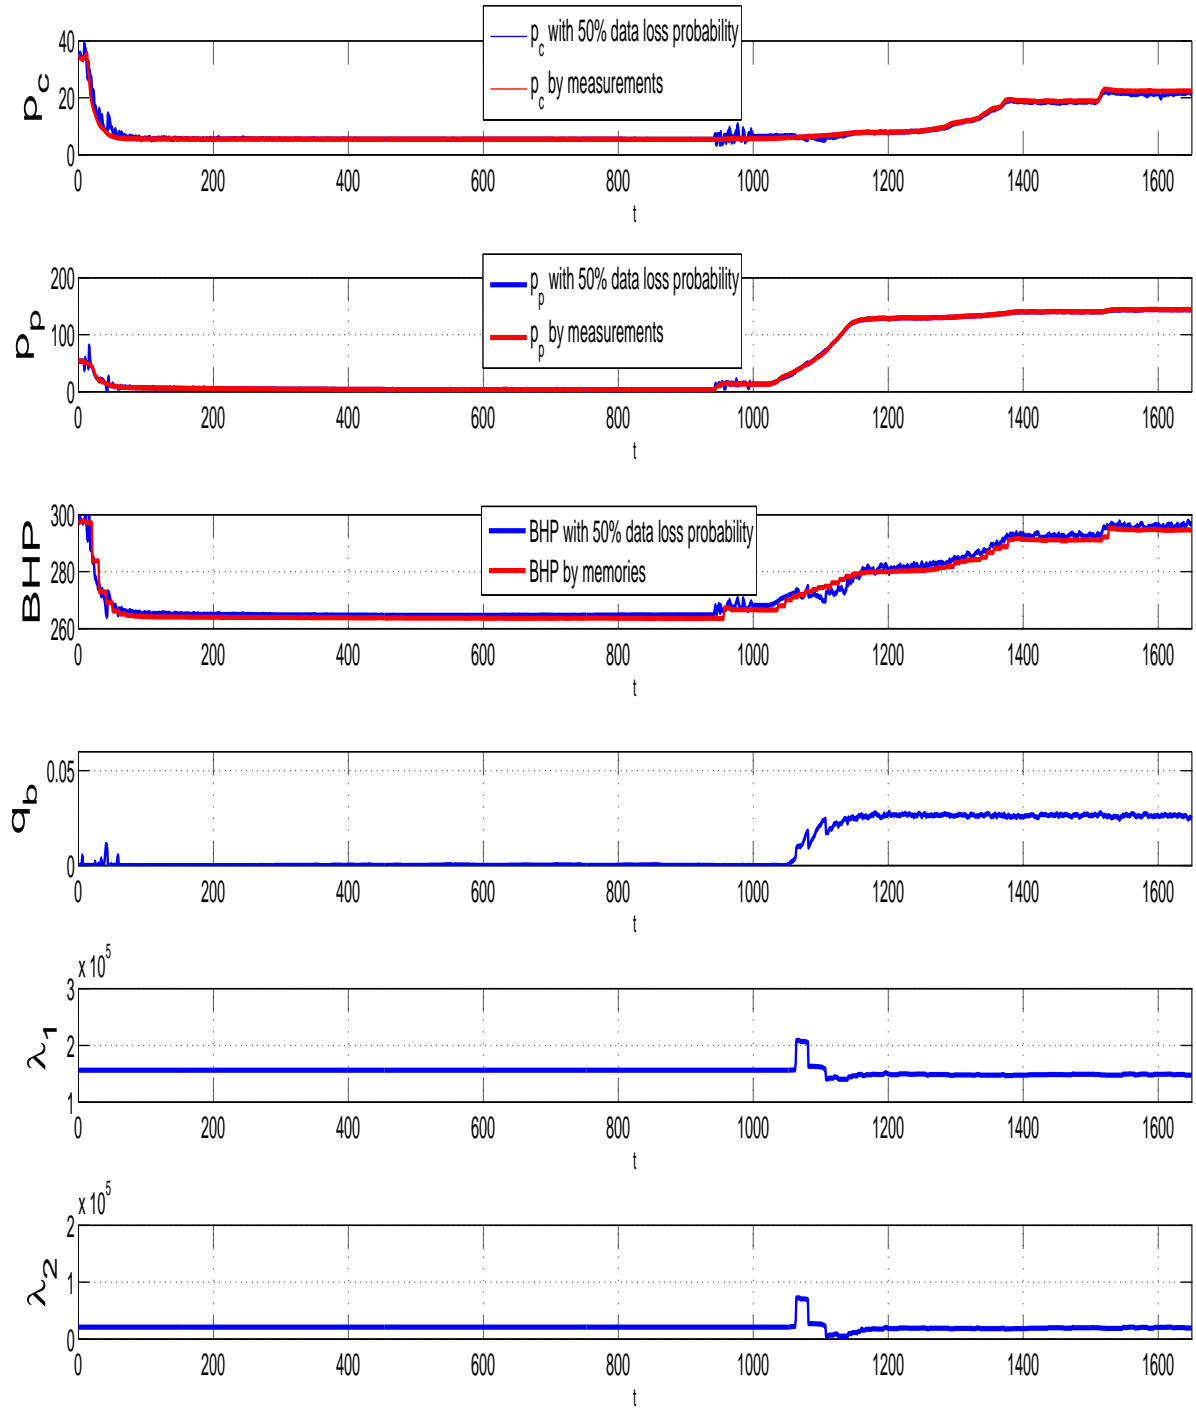 p_c with 50% data loss probability
p_c by measurements
p_c
40
20
0
0 200 400 600 800 1000 1200 1400 1600
t
p_p with 50% data loss probability
p_p by measurements
p_p
200
100
0
0 200 400 600 800 1000 1200 1400 1600
t
BHP with 50% data loss probability
BHP by memories
BHP
300
280
260
0 200 400 600 800 1000 1200 1400 1600
t
q_b
0.05
0
0 200 400 600 800 1000 1200 1400 1600
t
x 10^5
λ_1
3
2
1
0 200 400 600 800 1000 1200 1400 1600
t
x 10^5
λ_2
2
1
0
0 200 400 600 800 1000 1200 1400 1600
t